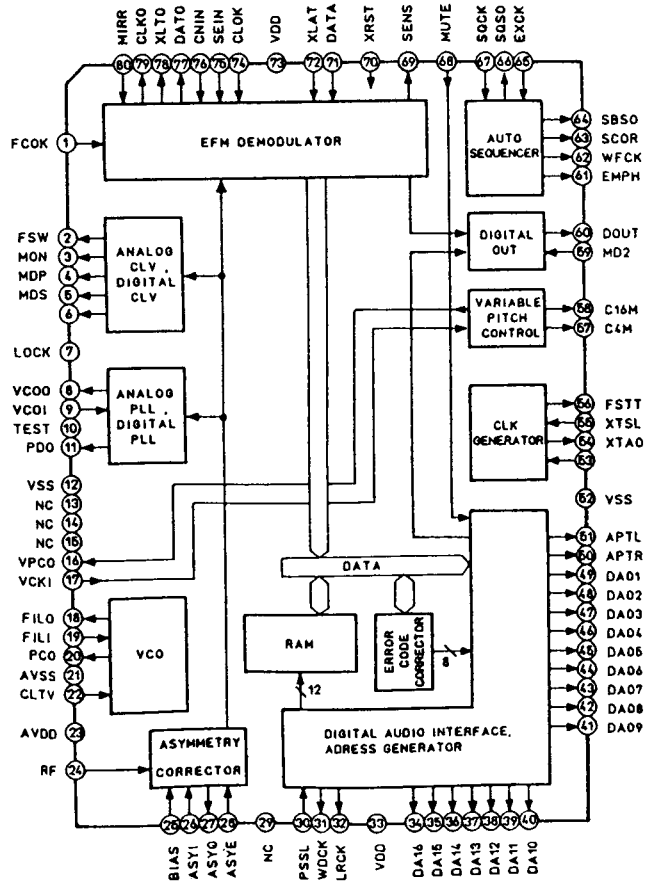 MIRR
CLKO
XLTO
DATO
CNIN
SEIN
CLOK
VDD
XLAT
DATA
XRST
SENS
MUTE
SQCK
SQSO
EXCK
80
79
78
77
76
75
74
73
72
71
70
69
68
67
66
65
FCOK
1
EFM DEMODULATOR
AUTO
SEQUENCER
64
SBSO
63
SCOR
62
WFCK
61
EMPH
FSW
2
MON
3
MDP
4
MDS
5
6
ANALOG
CLV ,
DIGITAL
CLV
DIGITAL
OUT
60
DOUT
59
MD2
VARIABLE
PITCH
CONTROL
58
C16M
57
C4M
LOCK
7
VCOO
8
VCOI
9
TEST
10
PDO
11
ANALOG
PLL ,
DIGITAL
PLL
CLK
GENERATOR
56
FSTT
55
XTSL
54
XTAO
53
VSS
12
NC
13
NC
14
NC
15
VPCO
16
VCKI
17
52
VSS
51
APTL
50
APTR
49
DA01
48
DA02
47
DA03
46
DA04
45
DA05
44
DA06
43
DA07
42
DA08
41
DA09
DATA
FILO
18
FILI
19
PCO
20
AVSS
21
CLTV
22
VCO
RAM
12
ERROR
CODE
CORRECTOR
8
AVDD
23
RF
24
ASYMMETRY
CORRECTOR
DIGITAL AUDIO INTERFACE,
ADRESS GENERATOR
25
26
27
28
29
30
31
32
33
34
35
36
37
38
39
40
BIAS
ASYI
ASYO
ASYE
NC
PSSL
WDCK
LRCK
VDD
DA16
DA15
DA14
DA13
DA12
DA11
DA10